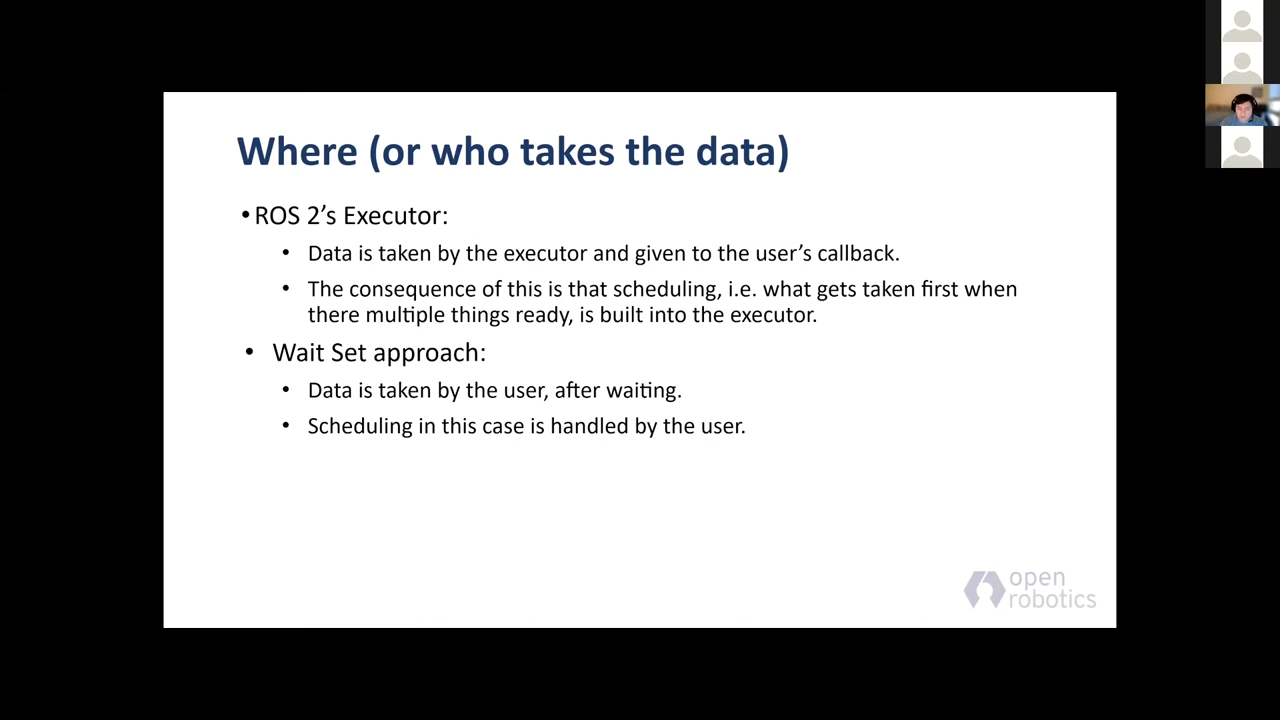 Where (or who takes the data)
•ROS 2’s Executor:
• Data is taken by the executor and given to the user’s callback.
• The consequence of this is that scheduling, i.e. what gets taken first when
there multiple things ready, is built into the executor.
• Wait Set approach:
• Data is taken by the user, after waiting.
• Scheduling in this case is handled by the user.
open
robotics